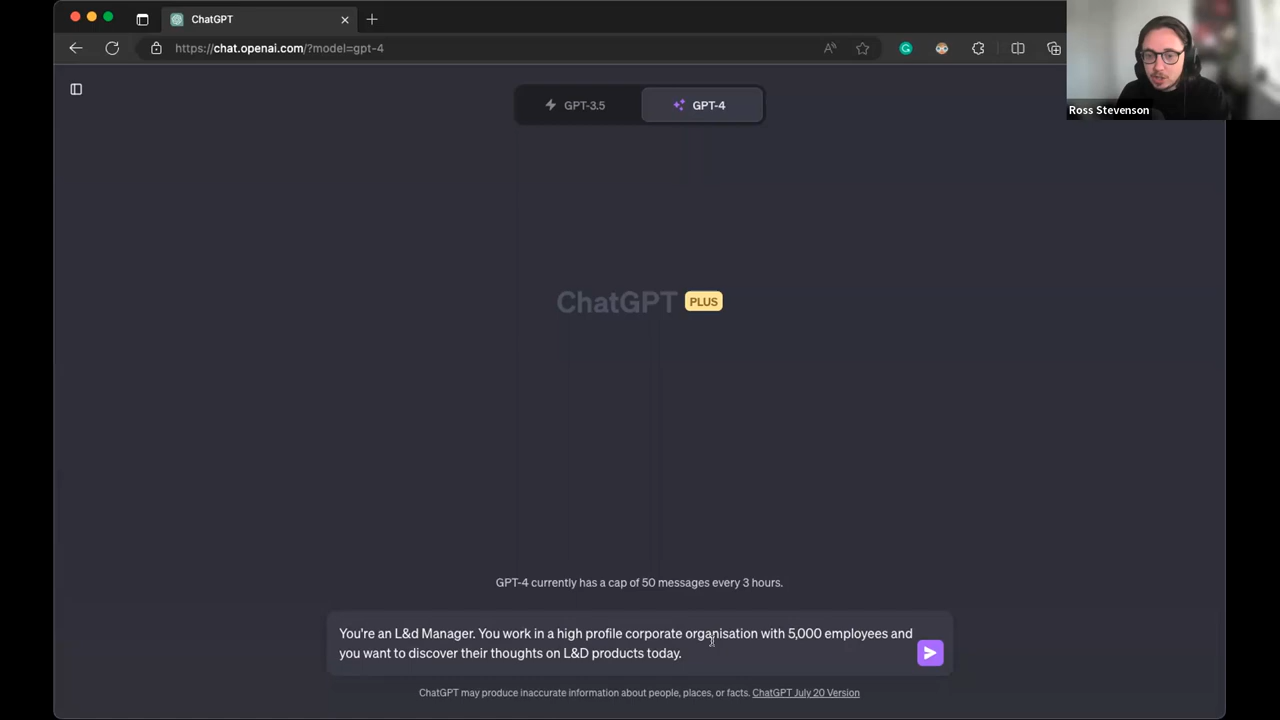 ChatGPT
https://chat.openai.com/?model=gpt-4
Ross Stevenson
GPT-3.5
GPT-4
ChatGPT PLUS
GPT-4 currently has a cap of 50 messages every 3 hours.
You're an L&d Manager. You work in a high profile corporate organisation with 5,000 employees and
you want to discover their thoughts on L&D products today.
ChatGPT may produce inaccurate information about people, places, or facts. ChatGPT July 20 Version